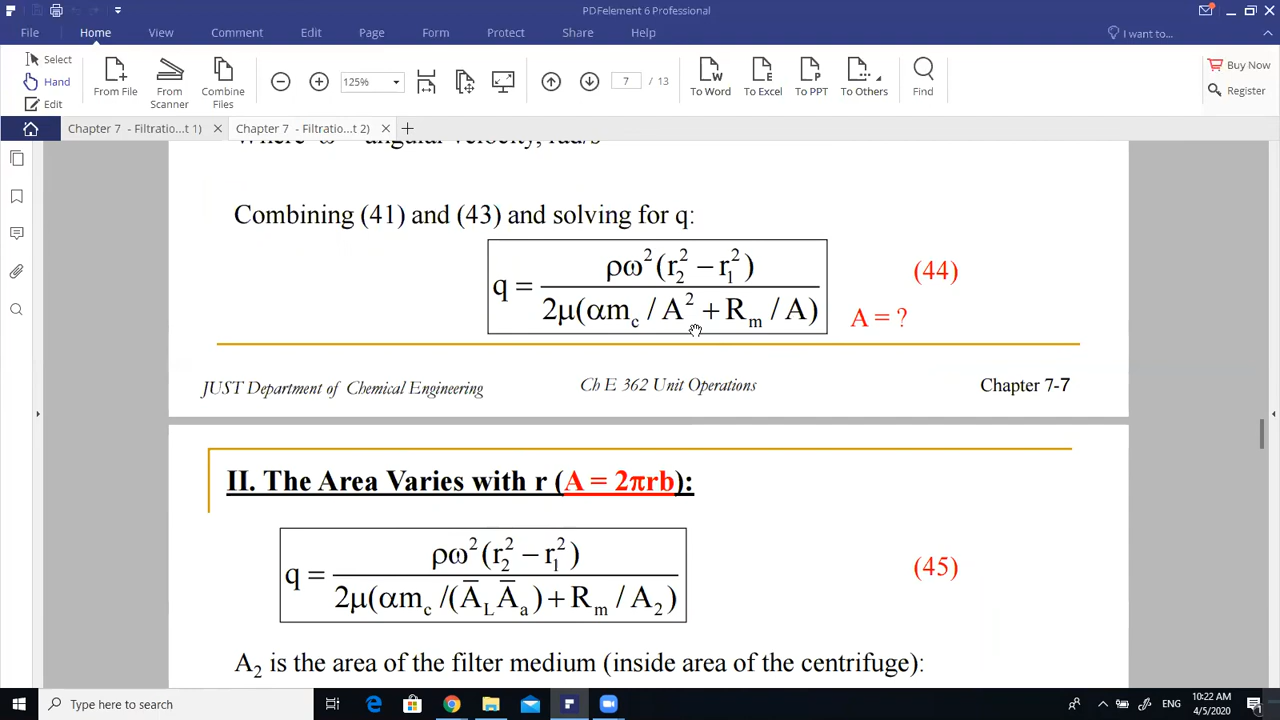 PDFelement 6 Professional
File Home View Comment Edit Page Form Protect Share Help I want to...
Select
Hand
Edit
From File
From Scanner
Combine Files
125%
7 / 13
To Word
To Excel
To PPT
To Others
Find
Buy Now
Register
Chapter 7 - Filtratio...t 1) Chapter 7 - Filtratio...t 2)
angular velocity, rad/s
Combining (41) and (43) and solving for q:
q = ρω²(r₂² − r₁²) / 2μ(αm_c / A² + R_m / A) (44)
A = ?
JUST Department of Chemical Engineering Ch E 362 Unit Operations Chapter 7-7
II. The Area Varies with r (A = 2πrb):
q = ρω²(r₂² − r₁²) / 2μ(αm_c /(A̅_L A̅_a) + R_m / A₂) (45)
A₂ is the area of the filter medium (inside area of the centrifuge):
Type here to search
ENG
10:22 AM
4/5/2020